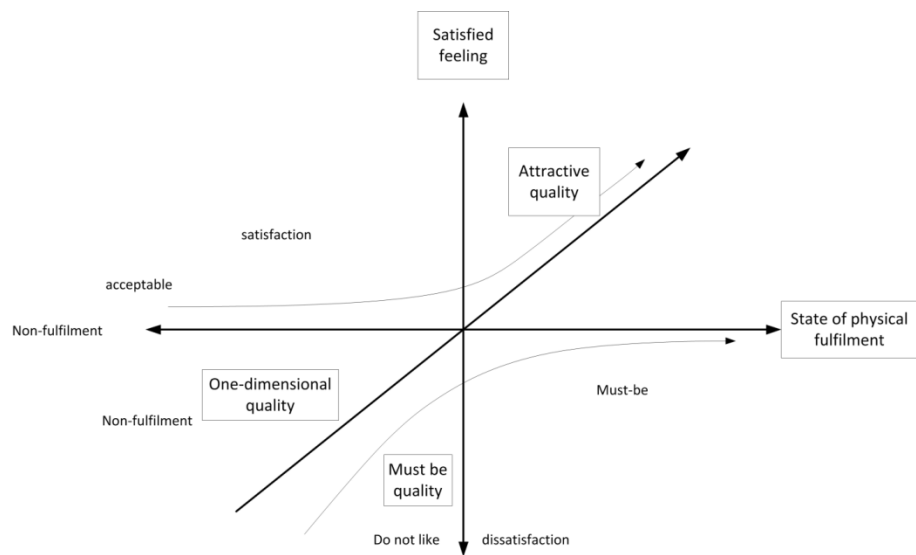 Satisfied
feeling
Attractive
quality
satisfaction
acceptable
Non-fulfilment
State of physical
fulfilment
One-dimensional
quality
Must-be
Non-fulfilment
Must be
quality
Do not like
dissatisfaction